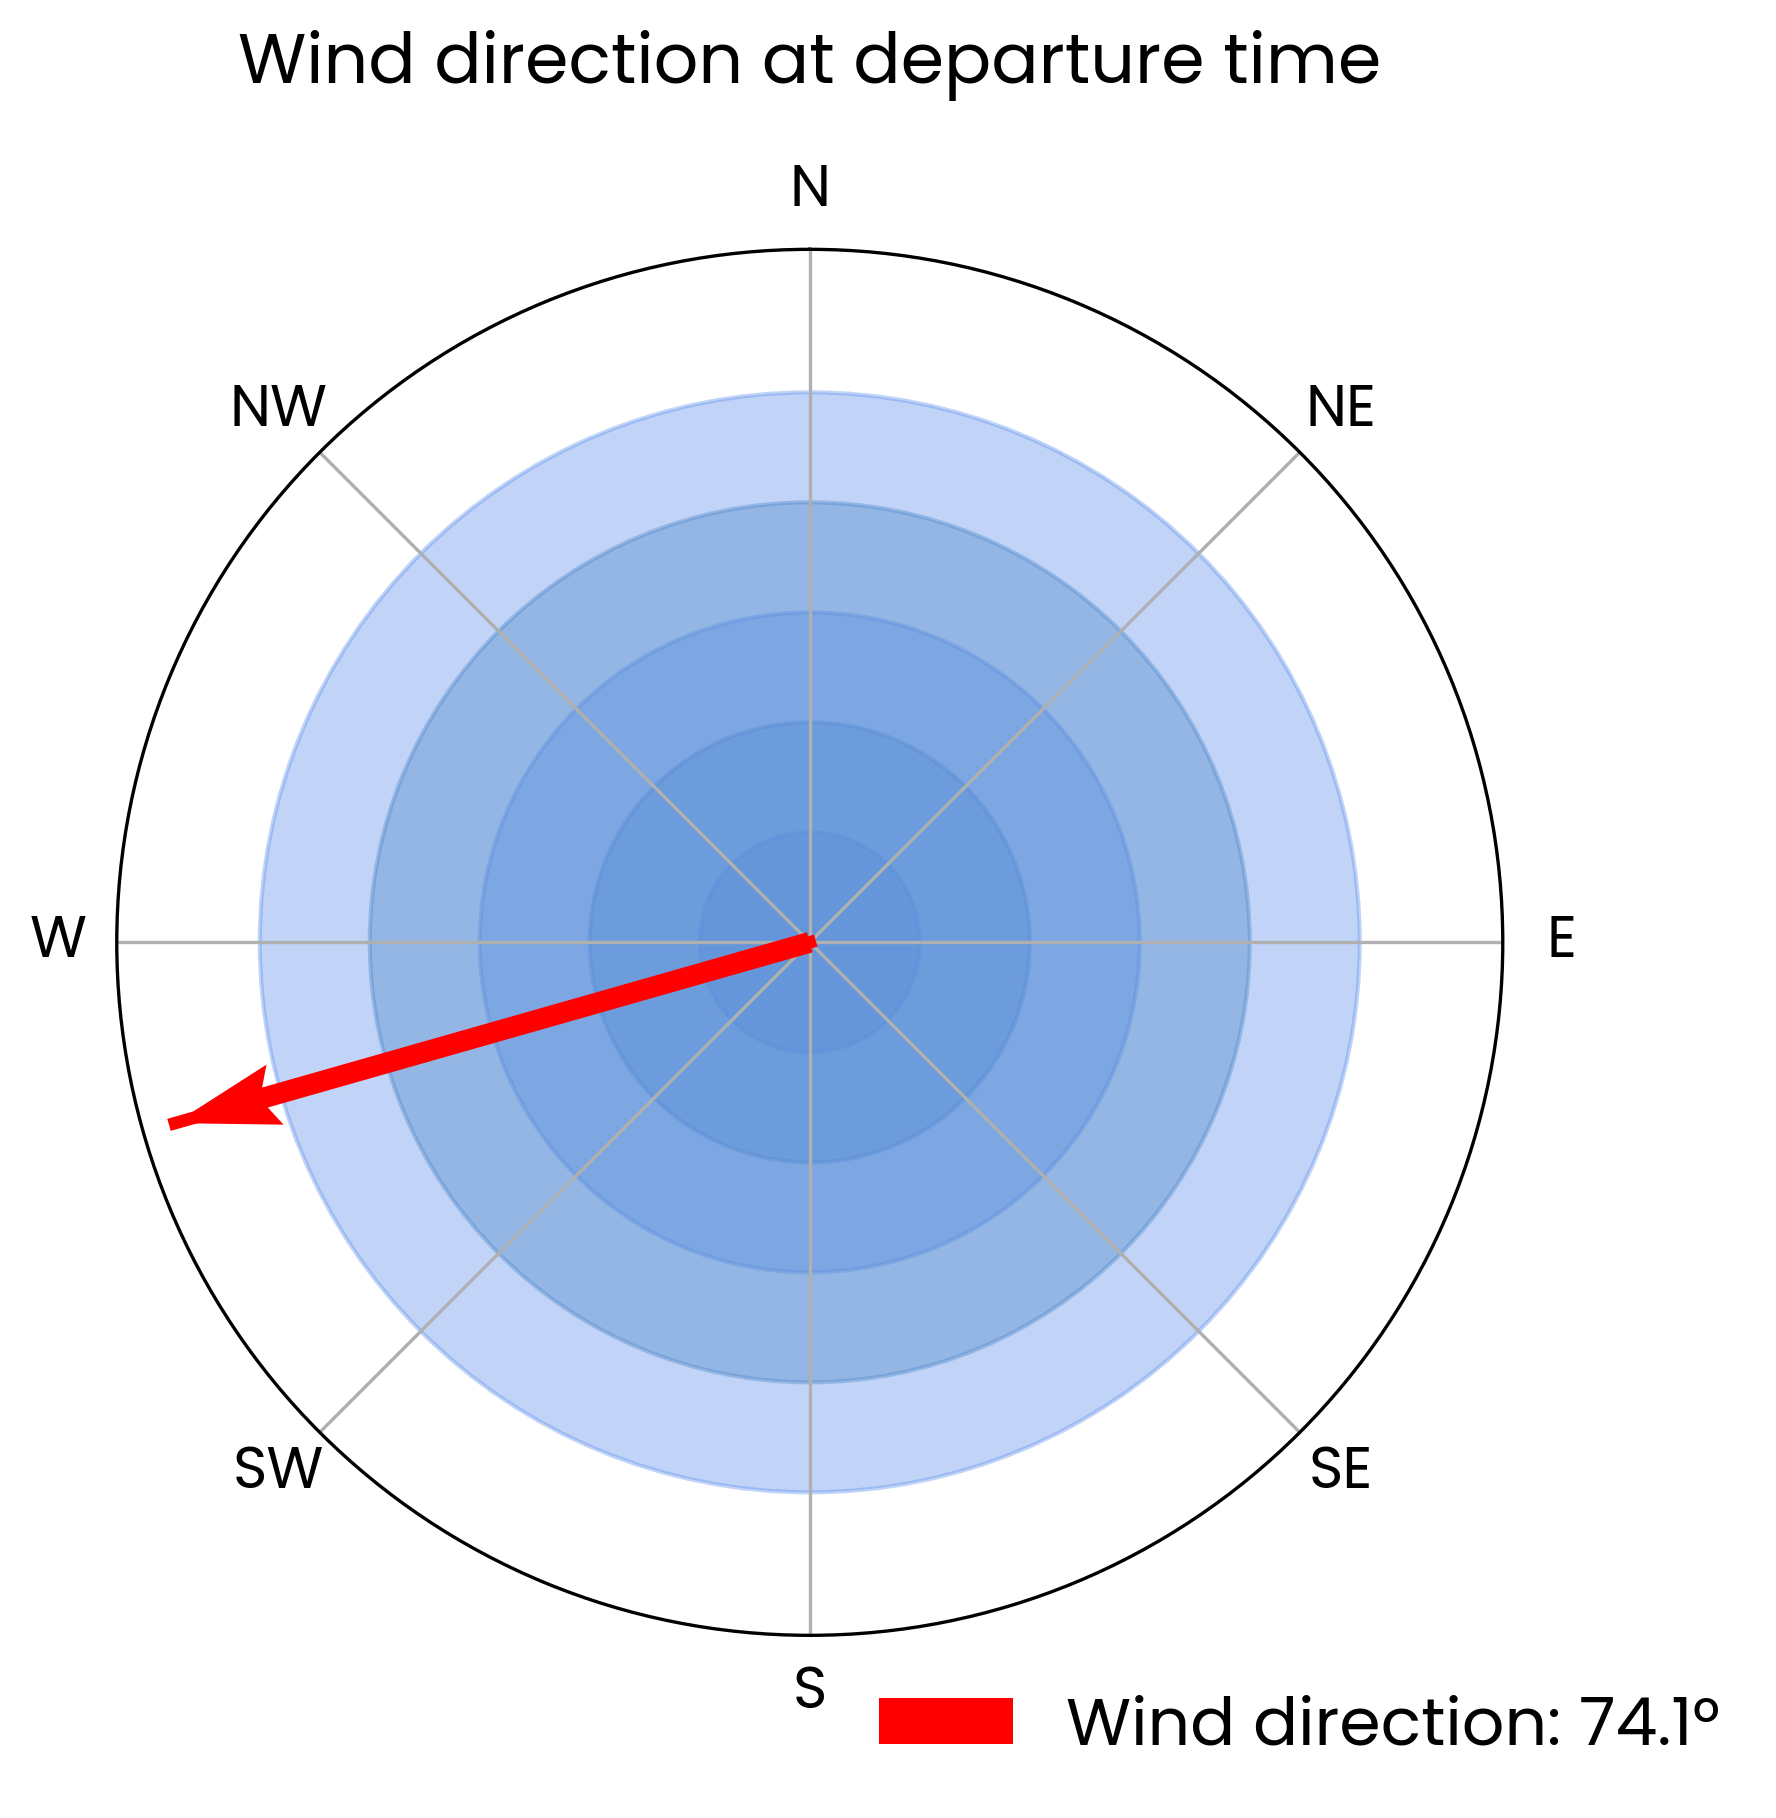 Wind direction at departure time
N
NW
NE
W
E
SW
SE
S
Wind direction: 74.1°